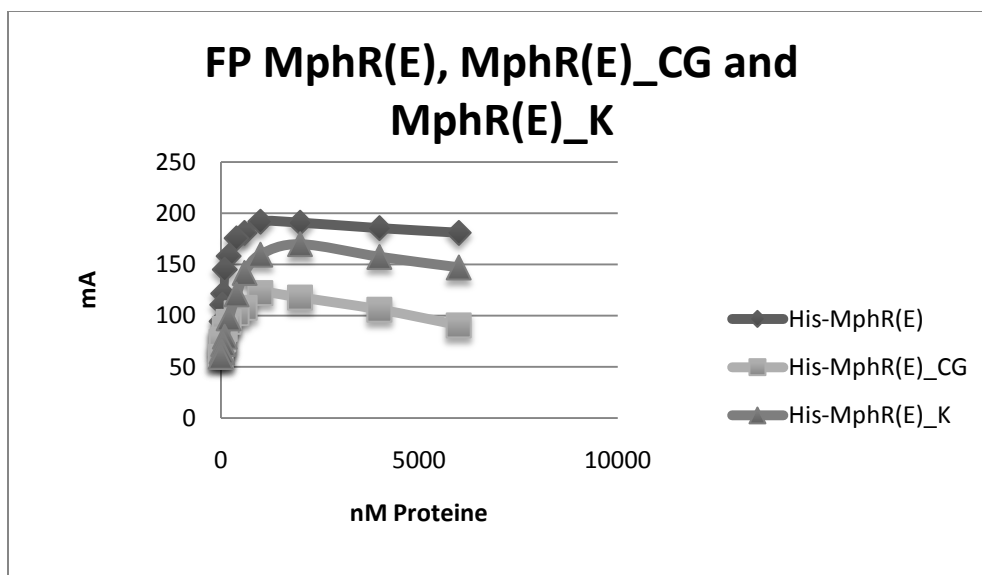 FP MphR(E), MphR(E)_CG and
MphR(E)_K
250
200
150
100
50
0
mA
0
5000
10000
nM Proteine
His-MphR(E)
His-MphR(E)_CG
His-MphR(E)_K